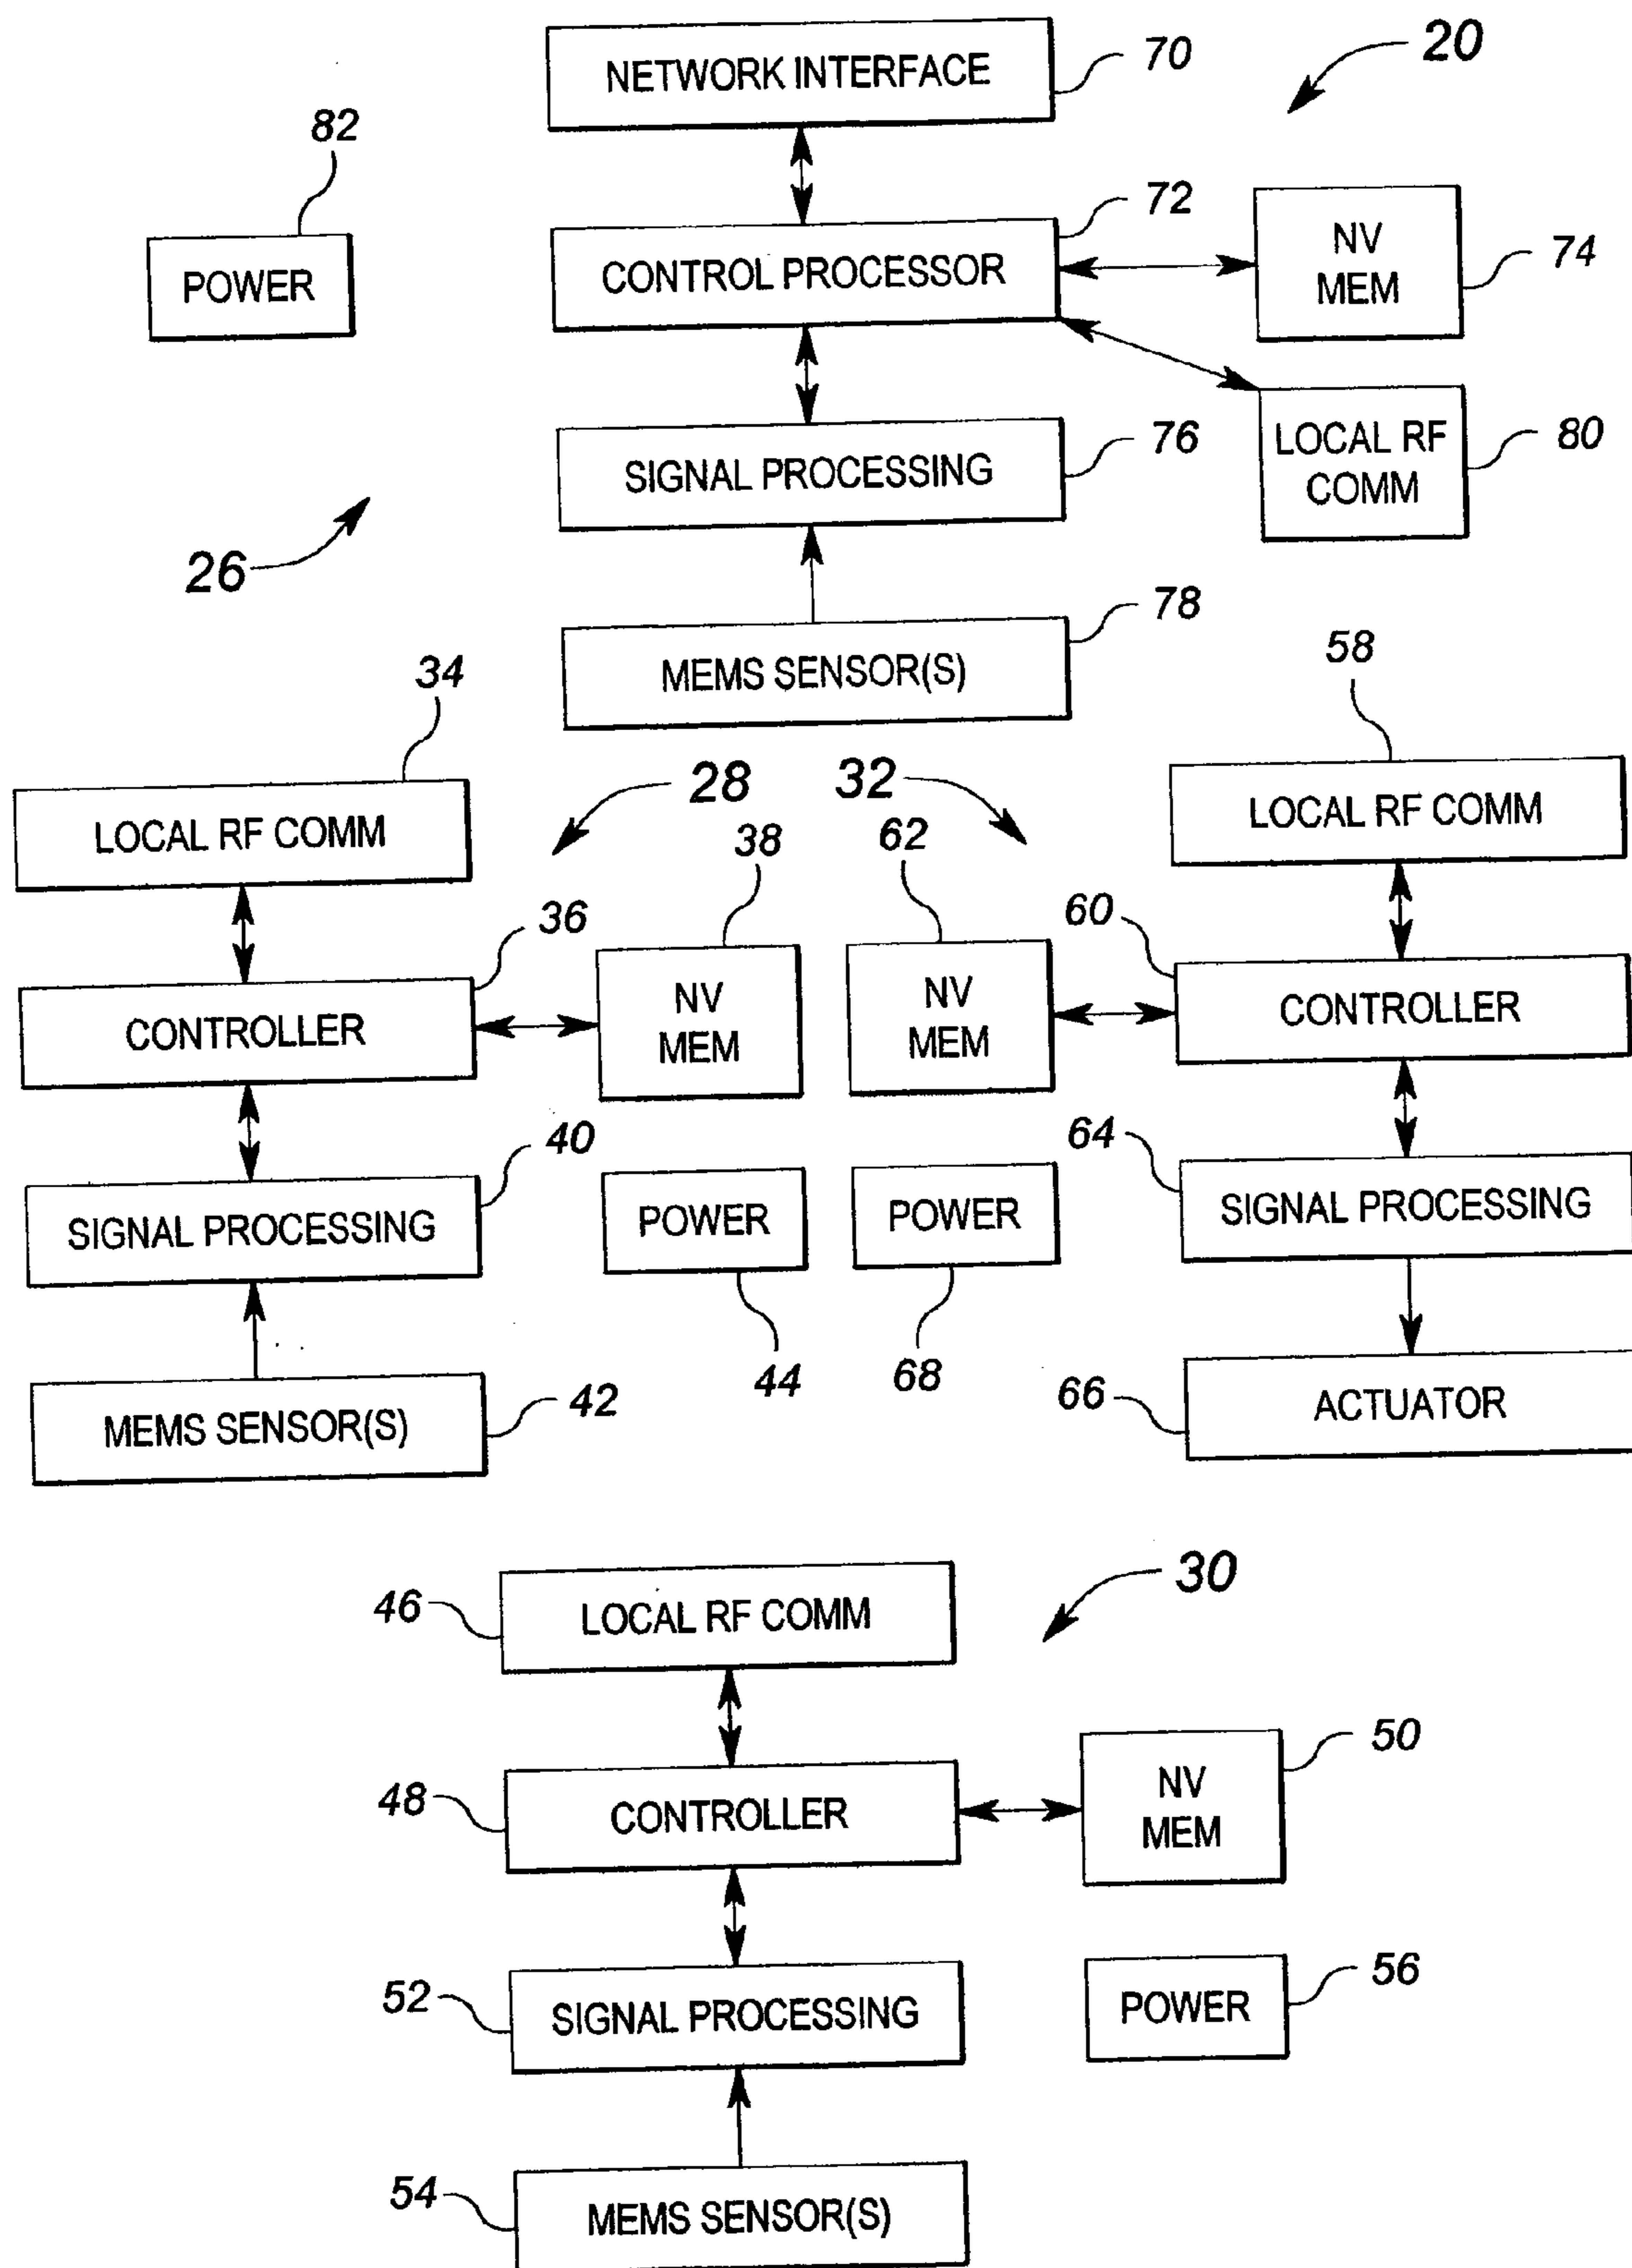 NETWORK INTERFACE
70
20
82
POWER
CONTROL PROCESSOR
72
NV
MEM
74
SIGNAL PROCESSING
76
LOCAL RF
COMM
80
26
MEMS SENSOR(S)
78
34
LOCAL RF COMM
28
32
58
LOCAL RF COMM
38
62
36
CONTROLLER
NV
MEM
NV
MEM
60
CONTROLLER
40
SIGNAL PROCESSING
POWER
POWER
64
SIGNAL PROCESSING
44
68
MEMS SENSOR(S)
42
66
ACTUATOR
46
LOCAL RF COMM
30
48
CONTROLLER
NV
MEM
50
52
SIGNAL PROCESSING
POWER
56
54
MEMS SENSOR(S)